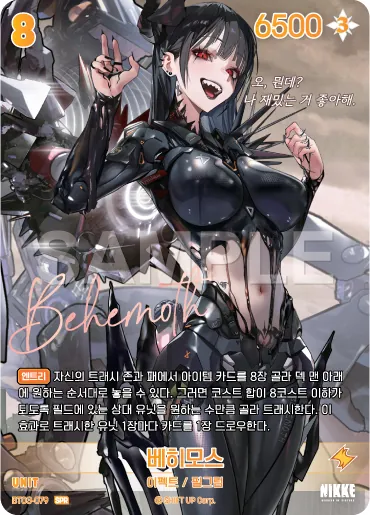 8
6500 3
오, 뭔데?
나 재밌는 거 좋아해.
SAMPLE
Behemoth
엔트리 자신의 트래시 존과 패에서 아이템 카드를 8장 골라 덱 맨 아래
에 원하는 순서대로 놓을 수 있다. 그러면 코스트 합이 8코스트 이하가
되도록 필드에 있는 상대 유닛을 원하는 수만큼 골라 트래시한다. 이
효과로 트래시한 유닛 1장마다 카드를 1장 드로우한다.
베히모스
UNIT
이펙트 /
BT03-079 SPR
©SHIFT UP Corp.
NIKKE